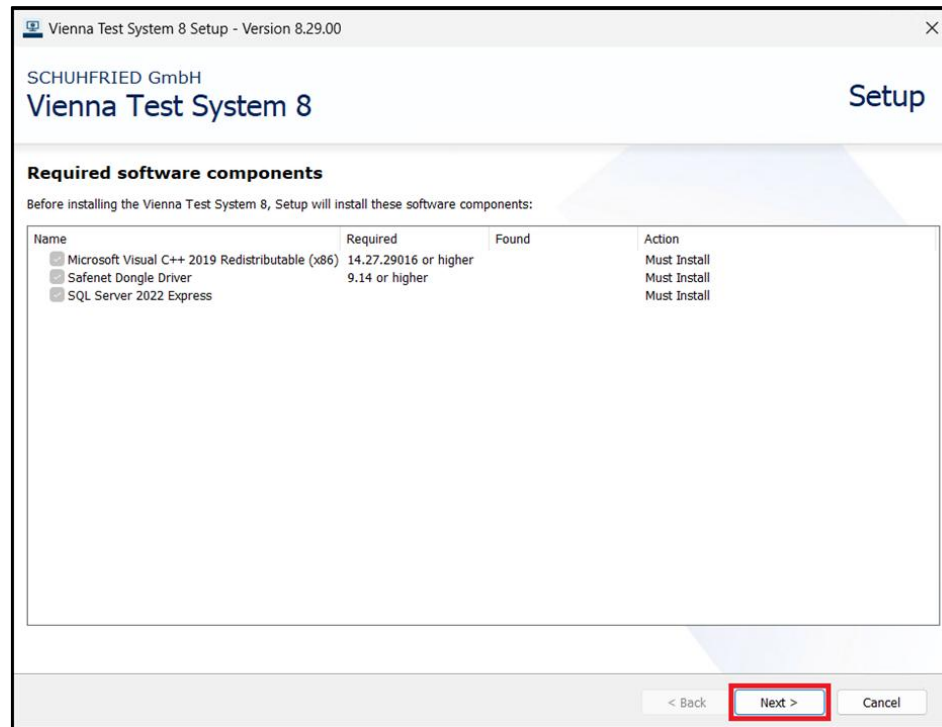 Vienna Test System 8 Setup - Version 8.29.00
SCHUHFRIED GmbH
Vienna Test System 8
Setup
Required software components
Before installing the Vienna Test System 8, Setup will install these software components:
Name Required Found Action
Microsoft Visual C++ 2019 Redistributable (x86) 14.27.29016 or higher Must Install
Safenet Dongle Driver 9.14 or higher Must Install
SQL Server 2022 Express Must Install
< Back Next > Cancel